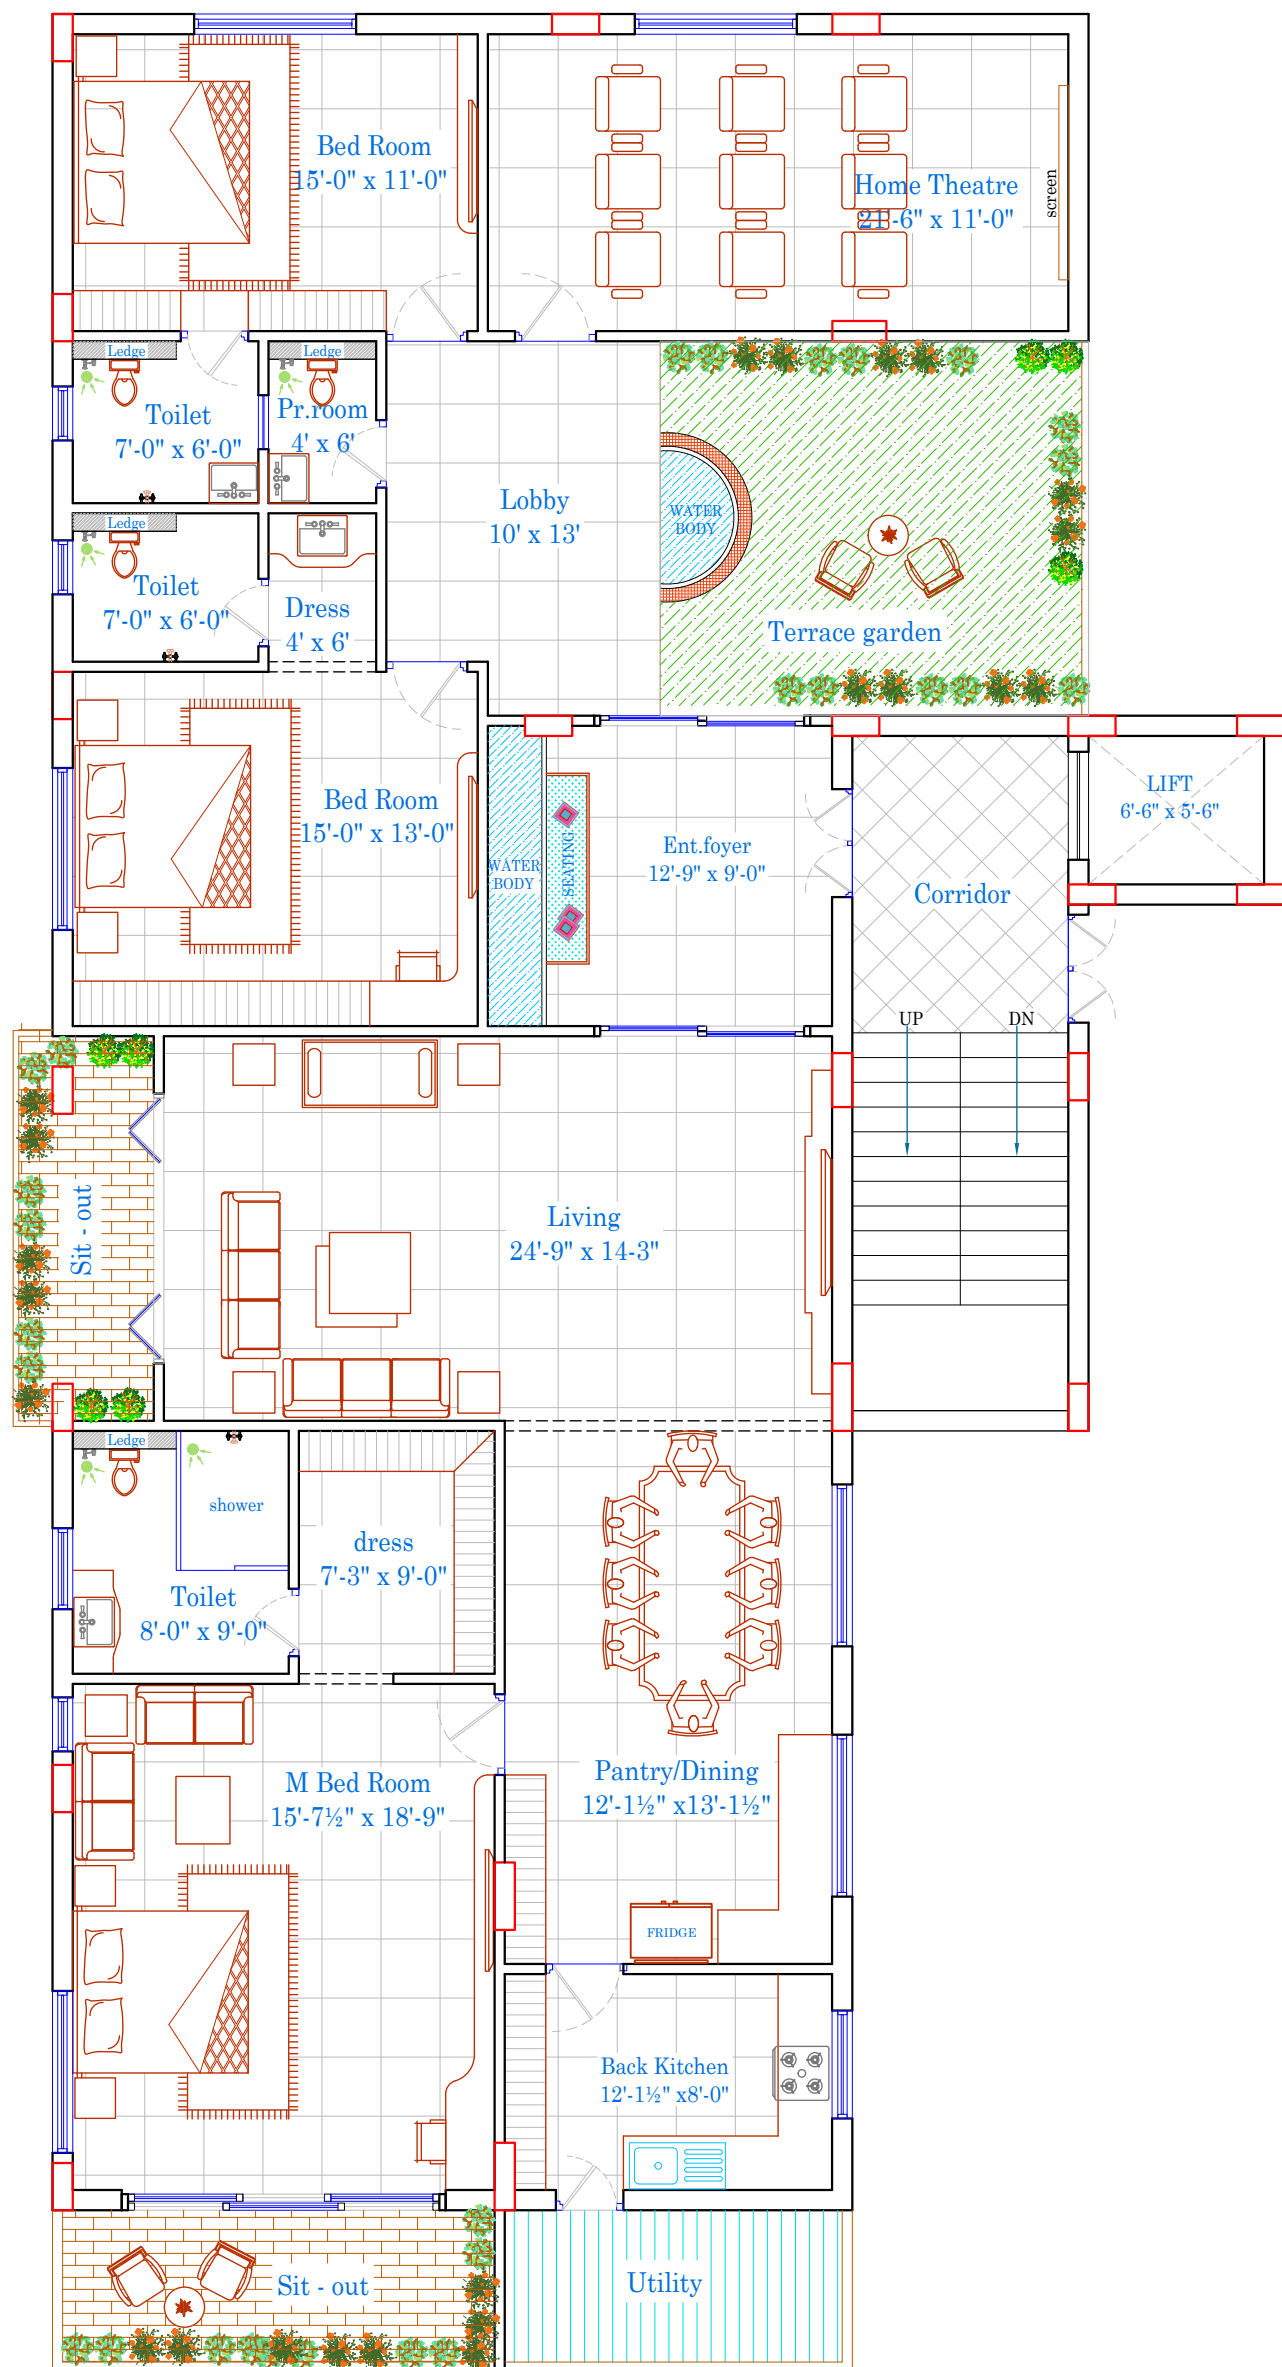 Bed Room
15'-0" x 11'-0"
Home Theatre
21'-6" x 11'-0"
screen
Ledge
Ledge
Toilet
7'-0" x 6'-0"
Pr.room
4' x 6'
Lobby
10' x 13'
WATER
BODY
Ledge
Toilet
7'-0" x 6'-0"
Dress
4' x 6'
Terrace garden
Bed Room
15'-0" x 13'-0"
WATER
BODY
SEATING
Ent.foyer
12'-9" x 9'-0"
Corridor
LIFT
6'-6" x 5'-6"
UP
DN
Sit - out
Living
24'-9" x 14-3"
Ledge
shower
Toilet
8'-0" x 9'-0"
dress
7'-3" x 9'-0"
M Bed Room
15'-7½" x 18'-9"
Pantry/Dining
12'-1½" x13'-1½"
FRIDGE
Back Kitchen
12'-1½" x8'-0"
Sit - out
Utility